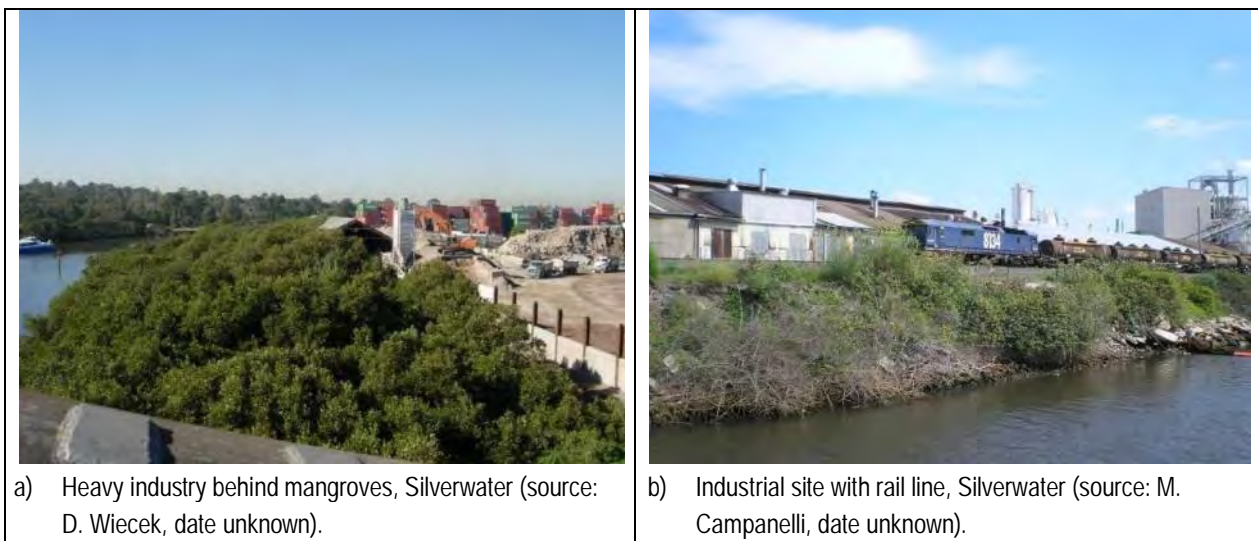 8134
a) Heavy industry behind mangroves, Silverwater (source:
D. Wiecek, date unknown).
b) Industrial site with rail line, Silverwater (source: M.
Campanelli, date unknown).